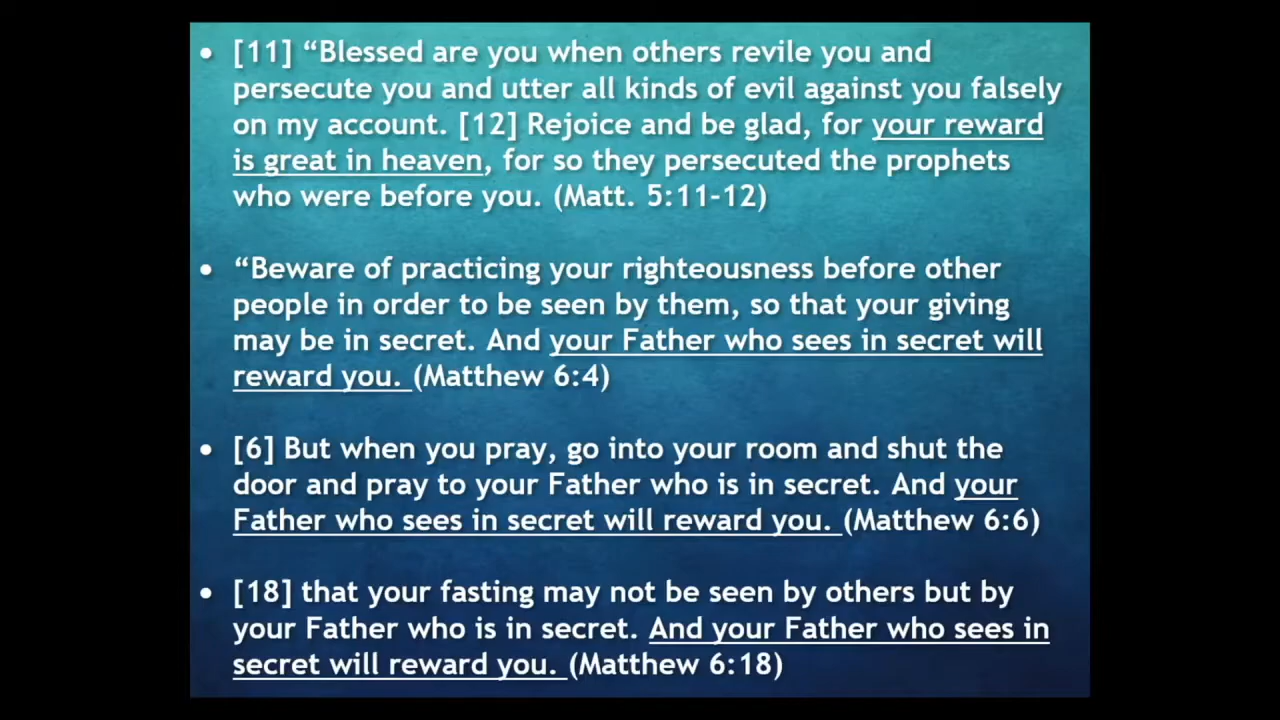 • [11] “Blessed are you when others revile you and
persecute you and utter all kinds of evil against you falsely
on my account. [12] Rejoice and be glad, for your reward
is great in heaven, for so they persecuted the prophets
who were before you. (Matt. 5:11-12)
• “Beware of practicing your righteousness before other
people in order to be seen by them, so that your giving
may be in secret. And your Father who sees in secret will
reward you. (Matthew 6:4)
• [6] But when you pray, go into your room and shut the
door and pray to your Father who is in secret. And your
Father who sees in secret will reward you. (Matthew 6:6)
• [18] that your fasting may not be seen by others but by
your Father who is in secret. And your Father who sees in
secret will reward you. (Matthew 6:18)